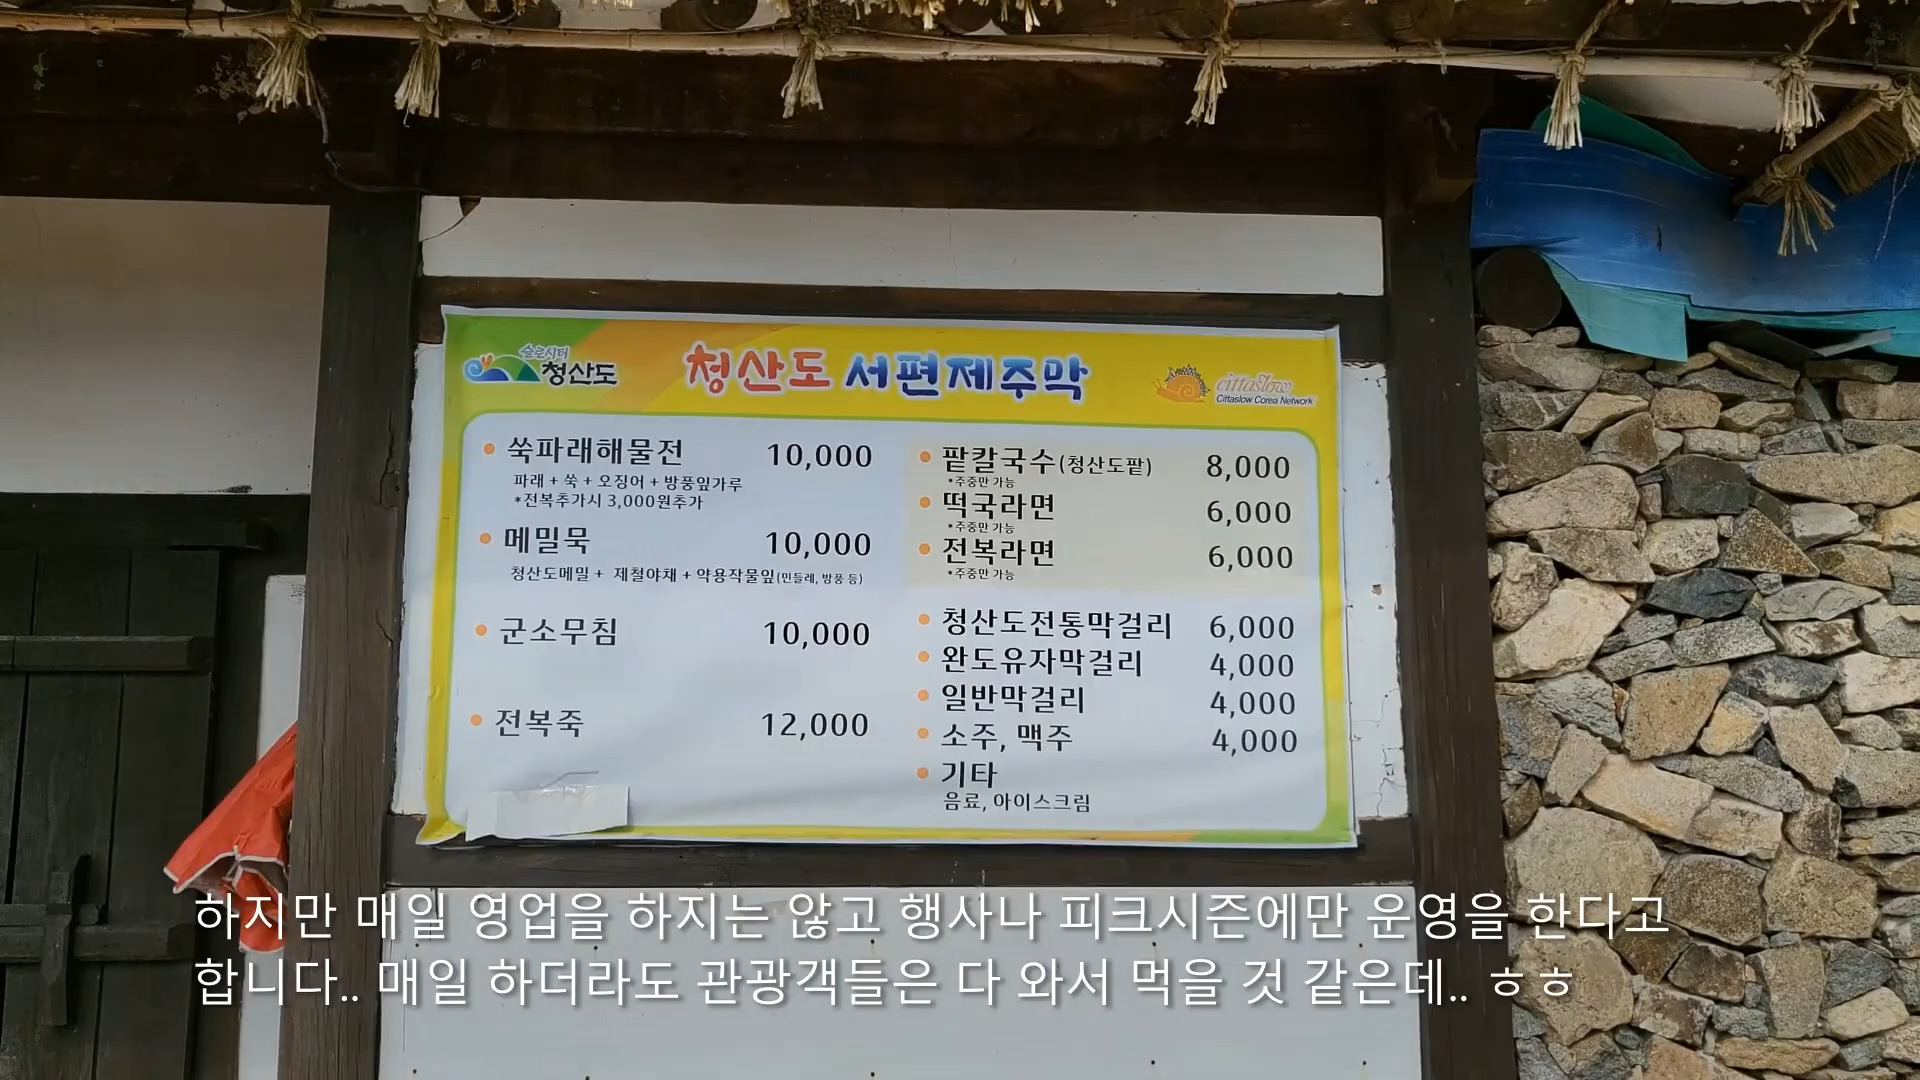 슬로시티
청산도
청산도 서편제주막
cittaslow
Cittaslow Corea Network
쑥파래해물전 10,000
파래 + 쑥 + 오징어 + 방풍잎가루
*전복추가시 3,000원추가
메밀묵 10,000
청산도메밀 + 제철야채 + 약용작물잎(민들레, 방풍 등)
군소무침 10,000
전복죽 12,000
팥칼국수(청산도팥) 8,000
*주중만 가능
떡국라면 6,000
*주중만 가능
전복라면 6,000
*주중만 가능
청산도전통막걸리 6,000
완도유자막걸리 4,000
일반막걸리 4,000
소주, 맥주 4,000
기타
음료, 아이스크림
하지만 매일 영업을 하지는 않고 행사나 피크시즌에만 운영을 한다고
합니다.. 매일 하더라도 관광객들은 다 와서 먹을 것 같은데.. ㅎㅎ